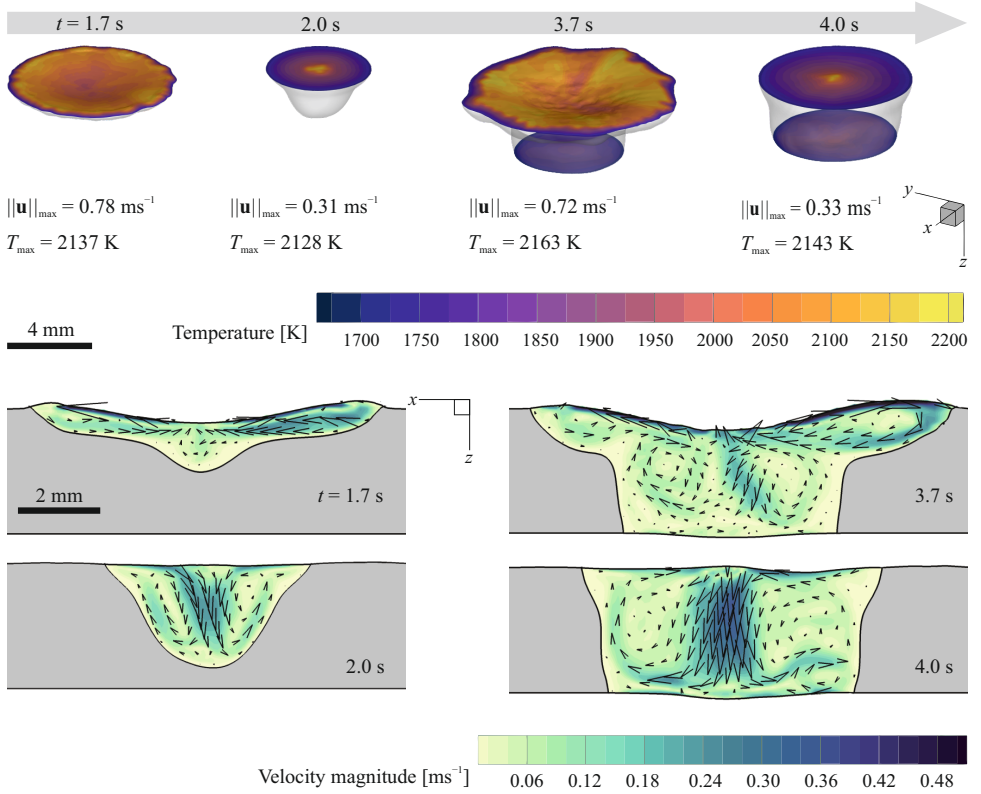 t = 1.7 s 2.0 s 3.7 s 4.0 s
||u||max = 0.78 ms⁻¹ ||u||max = 0.31 ms⁻¹ ||u||max = 0.72 ms⁻¹ ||u||max = 0.33 ms⁻¹
Tmax = 2137 K Tmax = 2128 K Tmax = 2163 K Tmax = 2143 K
y
x
z
4 mm
Temperature [K]
1700 1750 1800 1850 1900 1950 2000 2050 2100 2150 2200
x
z
2 mm
t = 1.7 s
3.7 s
2.0 s
4.0 s
Velocity magnitude [ms⁻¹]
0.06 0.12 0.18 0.24 0.30 0.36 0.42 0.48